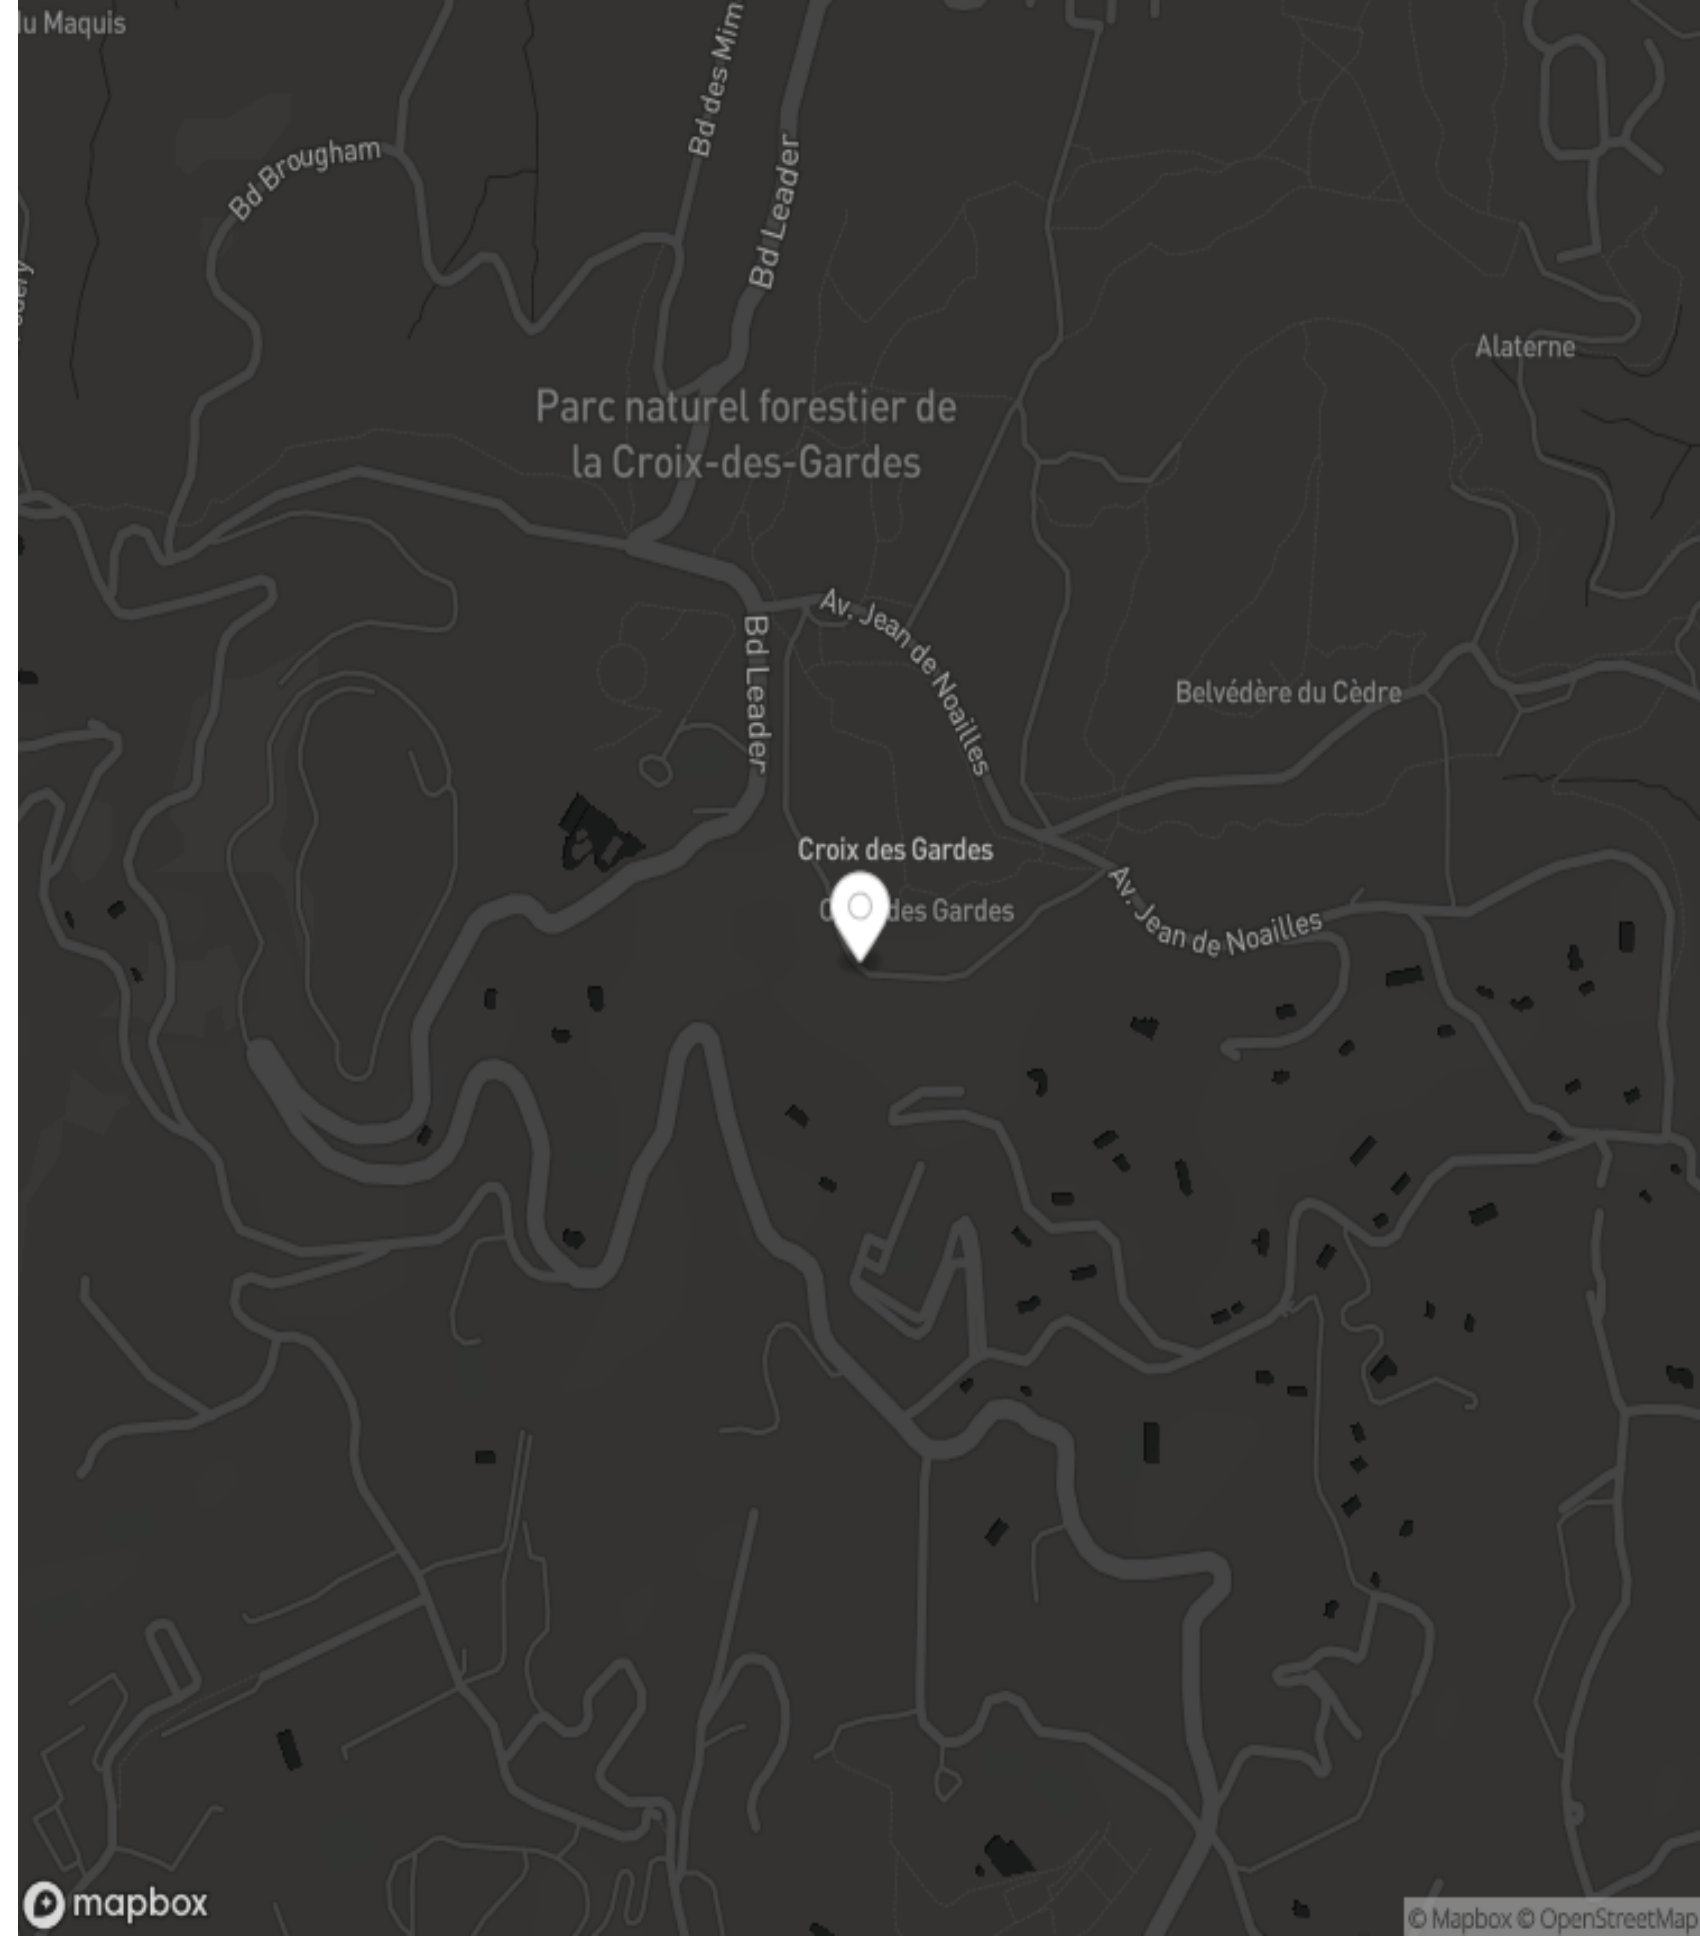 lu Maquis
Bd des Mim
Bd Brougham
Bd Leader
Alaterne
Parc naturel forestier de
la Croix-des-Gardes
Av. Jean de Noailles
Bd Leader
Belvédère du Cèdre
Croix des Gardes
des Gardes
Av. Jean de Noailles
mapbox
© Mapbox © OpenStreetMap